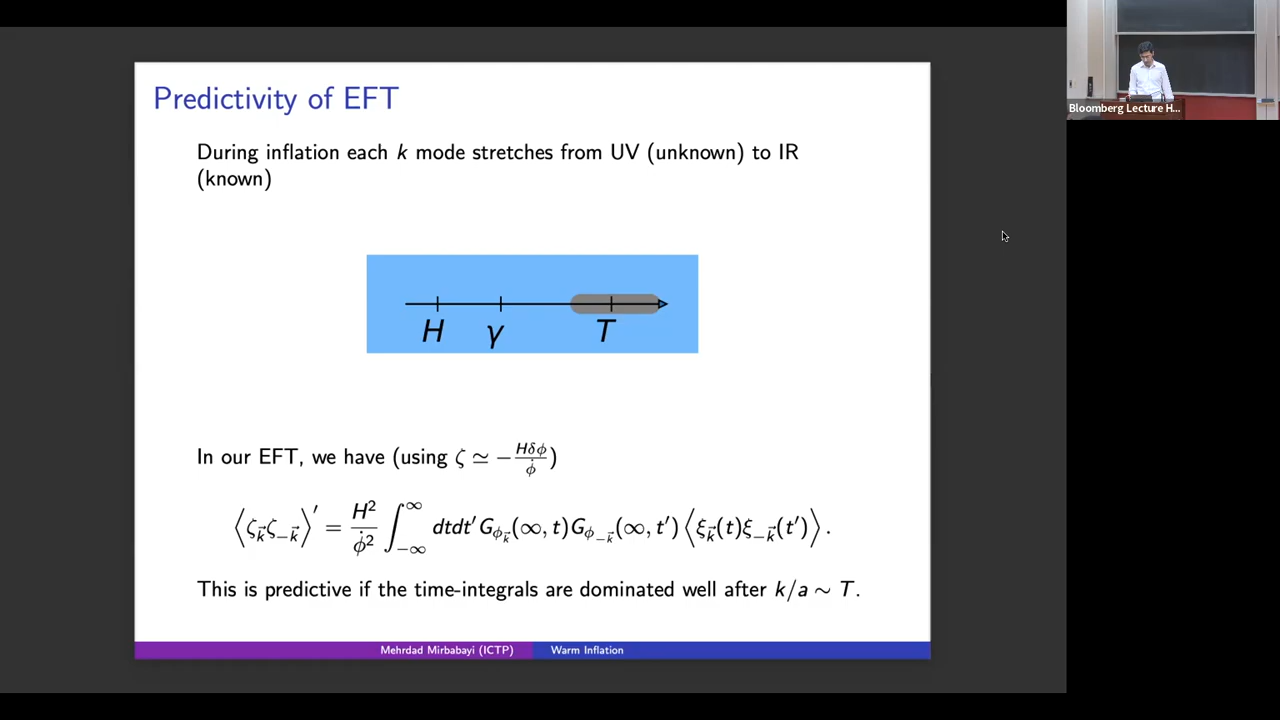 Predictivity of EFT
During inflation each k mode stretches from UV (unknown) to IR
(known)
H γ T
In our EFT, we have (using ζ ≃ −Hδϕ/ϕ̇)
⟨ζ_k⃗ ζ_−k⃗⟩′ = H²/ϕ̇² ∫_−∞^∞ dtdt′ G_ϕ_k⃗(∞, t) G_ϕ_−k⃗(∞, t′) ⟨ξ_k⃗(t)ξ_−k⃗(t′)⟩.
This is predictive if the time-integrals are dominated well after k/a ∼ T.
Mehrdad Mirbabayi (ICTP) Warm Inflation
Bloomberg Lecture H...